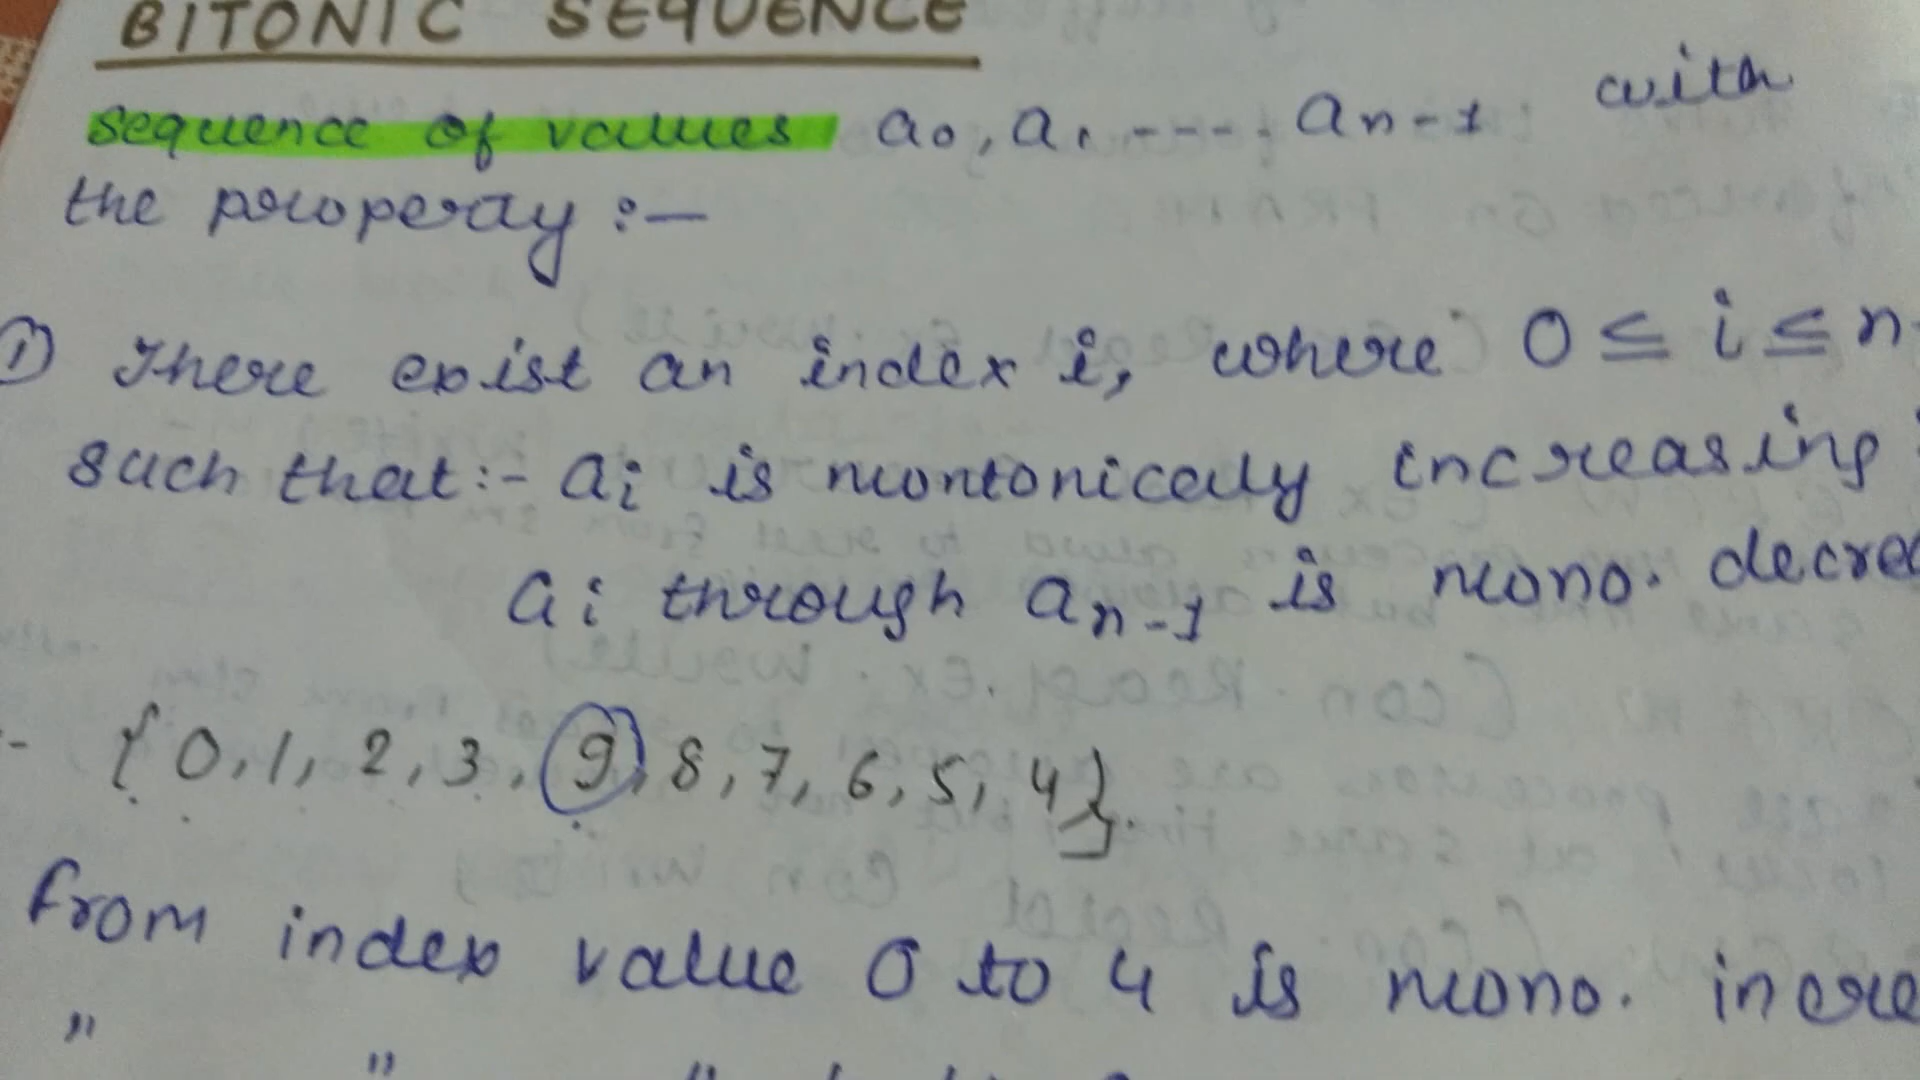 BITONIC SEQUENCE
sequence of values a0, a1 ----, an-1 with
the property :—
1) There exist an index i, where 0 ≤ i ≤ n-
such that:- ai is montonically increasing
ai through an-1 is mono. decrea
:- {0, 1, 2, 3, 9, 8, 7, 6, 5, 4}.
from index value 0 to 4 is mono. incre
" " "